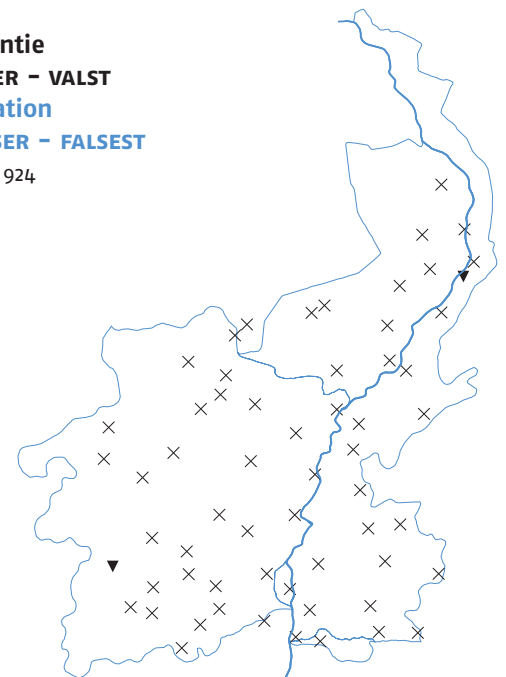 ntie
ER – VALST
ation
SER – FALSEST
924